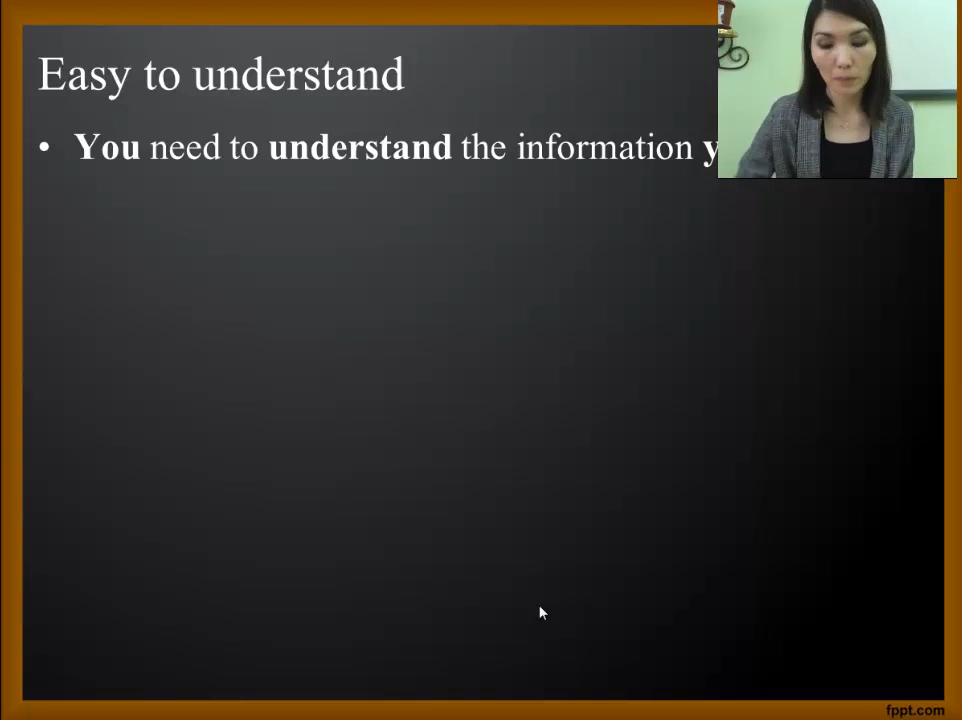 Easy to understand
• You need to understand the information
fppt.com